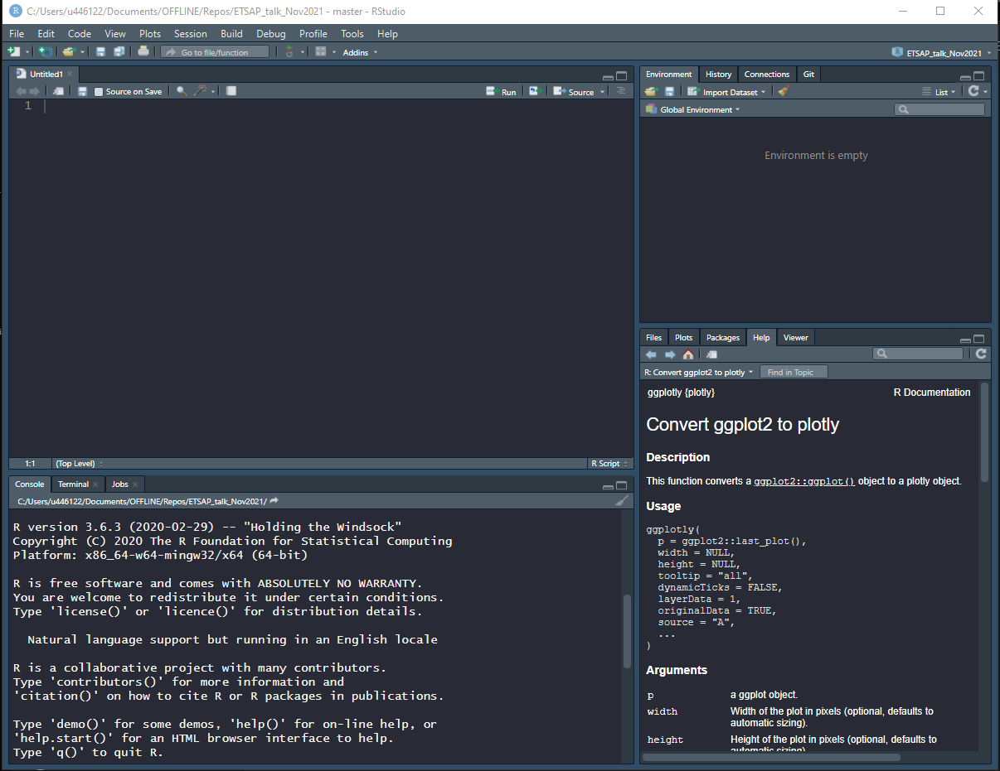 C:/Users/u446122/Documents/OFFLINE/Repos/ETSAP_talk_Nov2021 - master - RStudio
File Edit Code View Plots Session Build Debug Profile Tools Help
Go to file/function Addins ETSAP_talk_Nov2021
Untitled1
Source on Save Run Source
1
1:1 (Top Level) R Script
Console Terminal Jobs
C:/Users/u446122/Documents/OFFLINE/Repos/ETSAP_talk_Nov2021/
R version 3.6.3 (2020-02-29) -- "Holding the Windsock"
Copyright (C) 2020 The R Foundation for Statistical Computing
Platform: x86_64-w64-mingw32/x64 (64-bit)
R is free software and comes with ABSOLUTELY NO WARRANTY.
You are welcome to redistribute it under certain conditions.
Type 'license()' or 'licence()' for distribution details.
Natural language support but running in an English locale
R is a collaborative project with many contributors.
Type 'contributors()' for more information and
'citation()' on how to cite R or R packages in publications.
Type 'demo()' for some demos, 'help()' for on-line help, or
'help.start()' for an HTML browser interface to help.
Type 'q()' to quit R.
Environment History Connections Git
Import Dataset List
Global Environment
Environment is empty
Files Plots Packages Help Viewer
R: Convert ggplot2 to plotly Find in Topic
ggplotly {plotly} R Documentation
Convert ggplot2 to plotly
Description
This function converts a ggplot2::ggplot() object to a plotly object.
Usage
ggplotly(
p = ggplot2::last_plot(),
width = NULL,
height = NULL,
tooltip = "all",
dynamicTicks = FALSE,
layerData = 1,
originalData = TRUE,
source = "A",
...
)
Arguments
p a ggplot object.
width Width of the plot in pixels (optional, defaults to
automatic sizing).
height Height of the plot in pixels (optional, defaults to
automatic sizing)